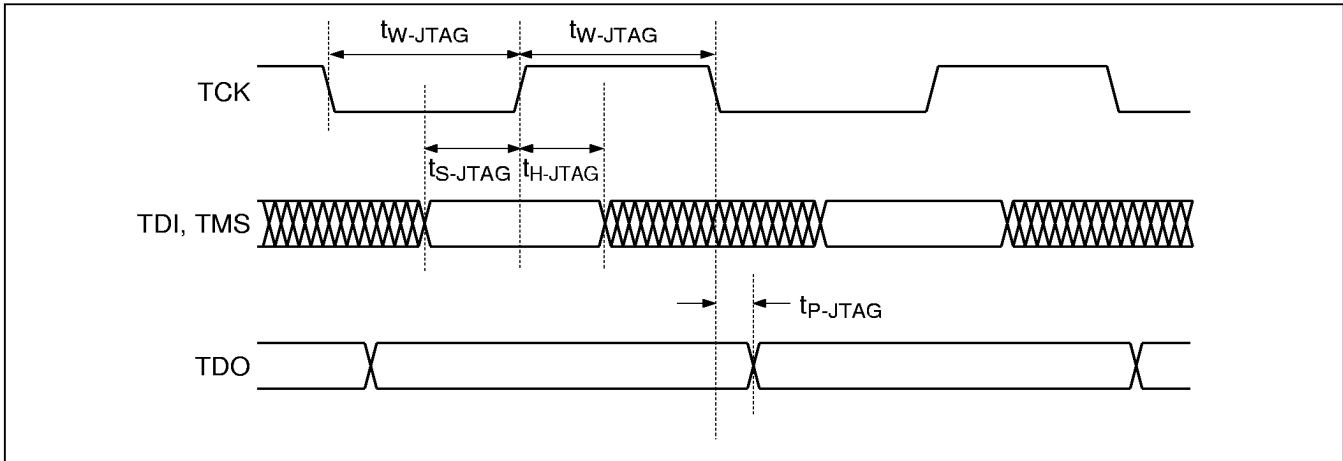 tW-JTAG tW-JTAG
TCK
tS-JTAG tH-JTAG
TDI, TMS
tP-JTAG
TDO